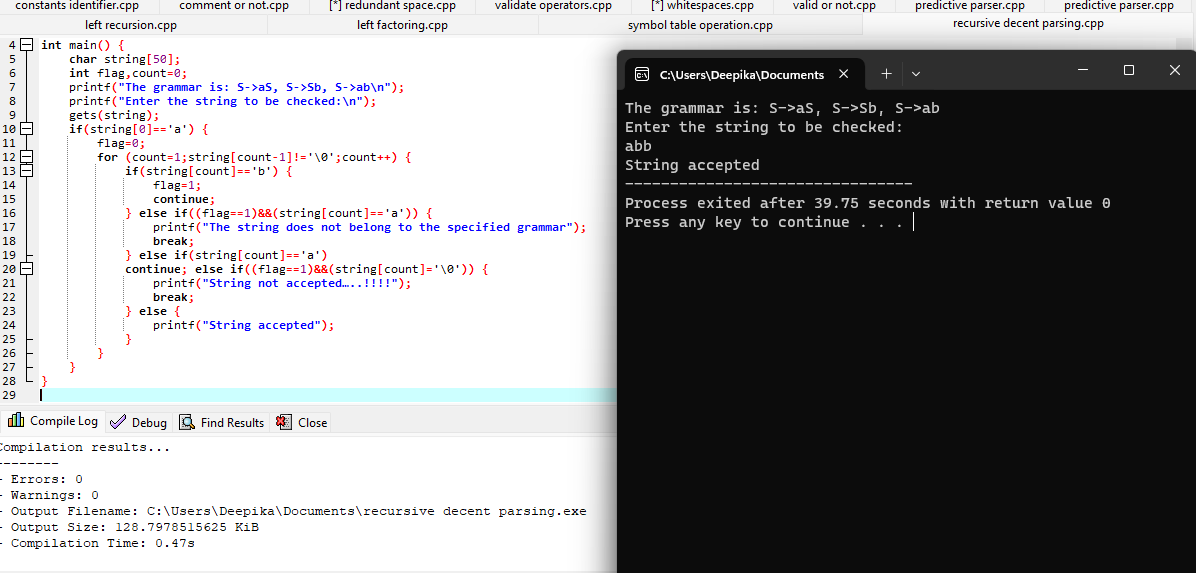 constants identifier.cpp comment or not.cpp [*] redundant space.cpp validate operators.cpp [*] whitespaces.cpp valid or not.cpp predictive parser.cpp predictive parser.cpp
left recursion.cpp left factoring.cpp symbol table operation.cpp recursive decent parsing.cpp
4 int main() {
5 char string[50];
6 int flag,count=0;
7 printf("The grammar is: S->aS, S->Sb, S->ab\n");
8 printf("Enter the string to be checked:\n");
9 gets(string);
10 if(string[0]=='a') {
11 flag=0;
12 for (count=1;string[count-1]!='\0';count++) {
13 if(string[count]=='b') {
14 flag=1;
15 continue;
16 } else if((flag==1)&&(string[count]=='a')) {
17 printf("The string does not belong to the specified grammar");
18 break;
19 } else if(string[count]=='a')
20 continue; else if((flag==1)&&(string[count]='\0')) {
21 printf("String not accepted…..!!!!");
22 break;
23 } else {
24 printf("String accepted");
25 }
26 }
27 }
28 }
29
Compile Log Debug Find Results Close
Compilation results...
--------
- Errors: 0
- Warnings: 0
- Output Filename: C:\Users\Deepika\Documents\recursive decent parsing.exe
- Output Size: 128.7978515625 KiB
- Compilation Time: 0.47s
C:\Users\Deepika\Documents
The grammar is: S->aS, S->Sb, S->ab
Enter the string to be checked:
abb
String accepted
--------------------------------
Process exited after 39.75 seconds with return value 0
Press any key to continue . . .